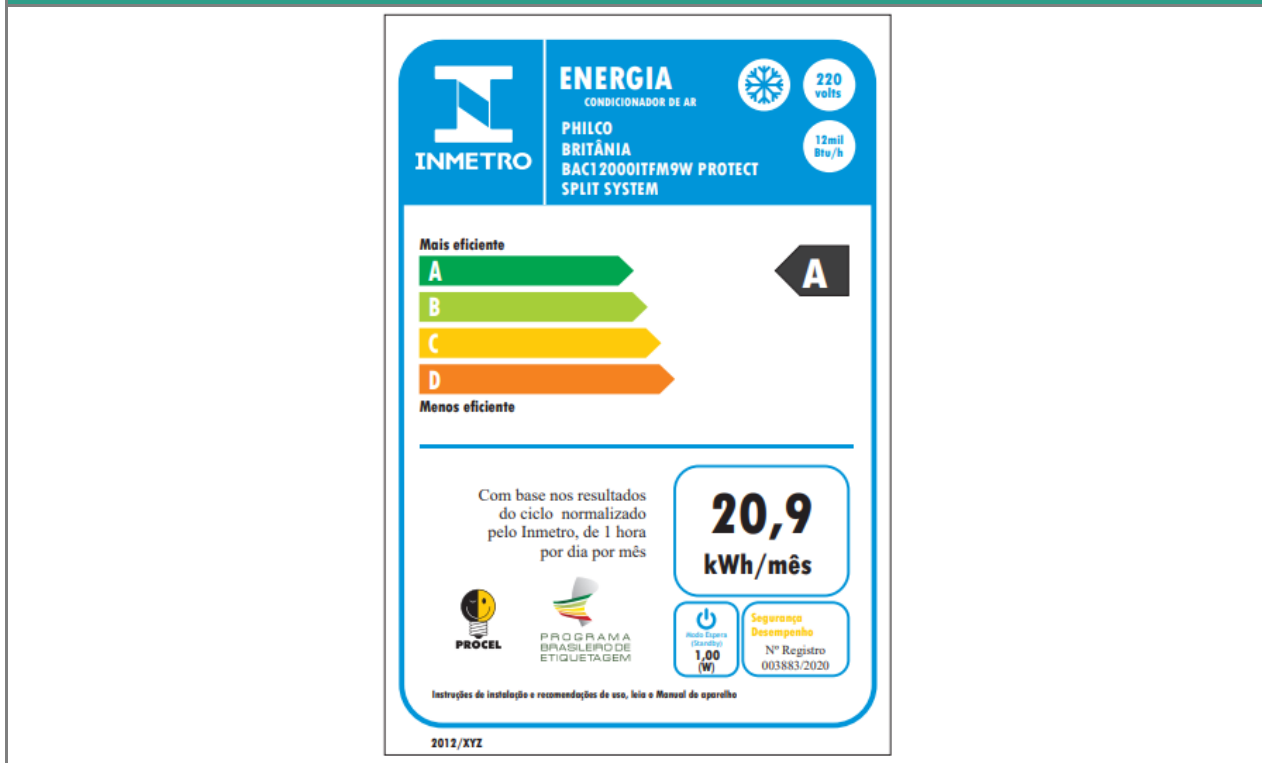 INMETRO
ENERGIA
CONDICIONADOR DE AR
220
volts
12mil
Btu/h
PHILCO
BRITÂNIA
BAC12000ITFM9W PROTECT
SPLIT SYSTEM
Mais eficiente
A
A
B
C
D
Menos eficiente
Com base nos resultados
do ciclo normalizado
pelo Inmetro, de 1 hora
por dia por mês
20,9
kWh/mês
PROCEL
PROGRAMA
BRASILEIRO DE
ETIQUETAGEM
Modo Espera
(Standby)
1,00
(W)
Segurança
Desempenho
Nº Registro
003883/2020
Instruções de instalação e recomendações de uso, leia o Manual do aparelho
2012/XYZ